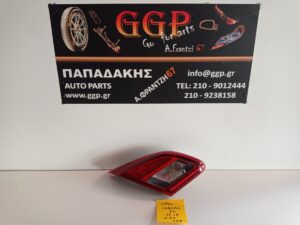 GGP
Go for parts
Α.Φραντζή 67
ΠΑΠΑΔΑΚΗΣ
AUTO PARTS
www.ggp.gr
Α.ΦΡΑΝΤΖΗ 67
info@ggp.gr
TEL: 210 - 9012444
210 - 9238158